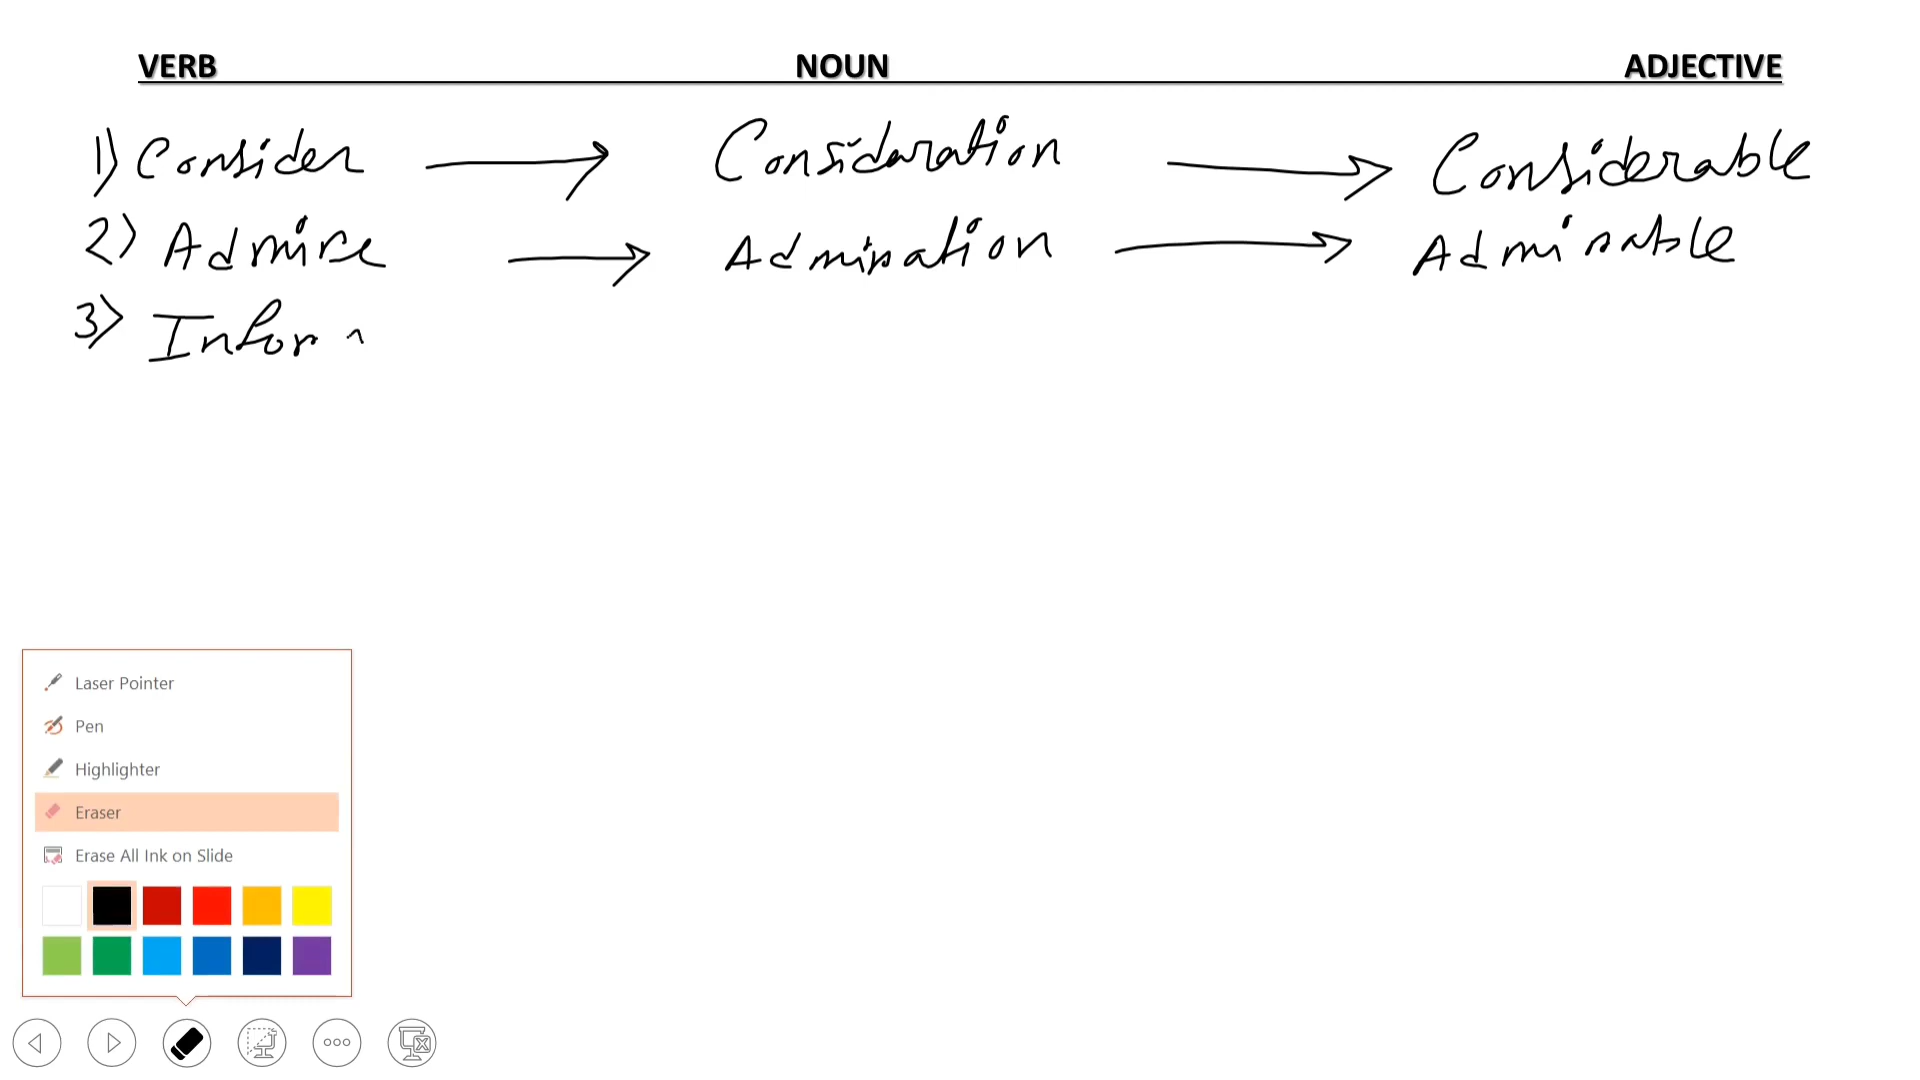 VERB NOUN ADJECTIVE
1) Consider → Consideration → Considerable
2) Admire → Admiration → Admirable
3) Infor
Laser Pointer
Pen
Highlighter
Eraser
Erase All Ink on Slide